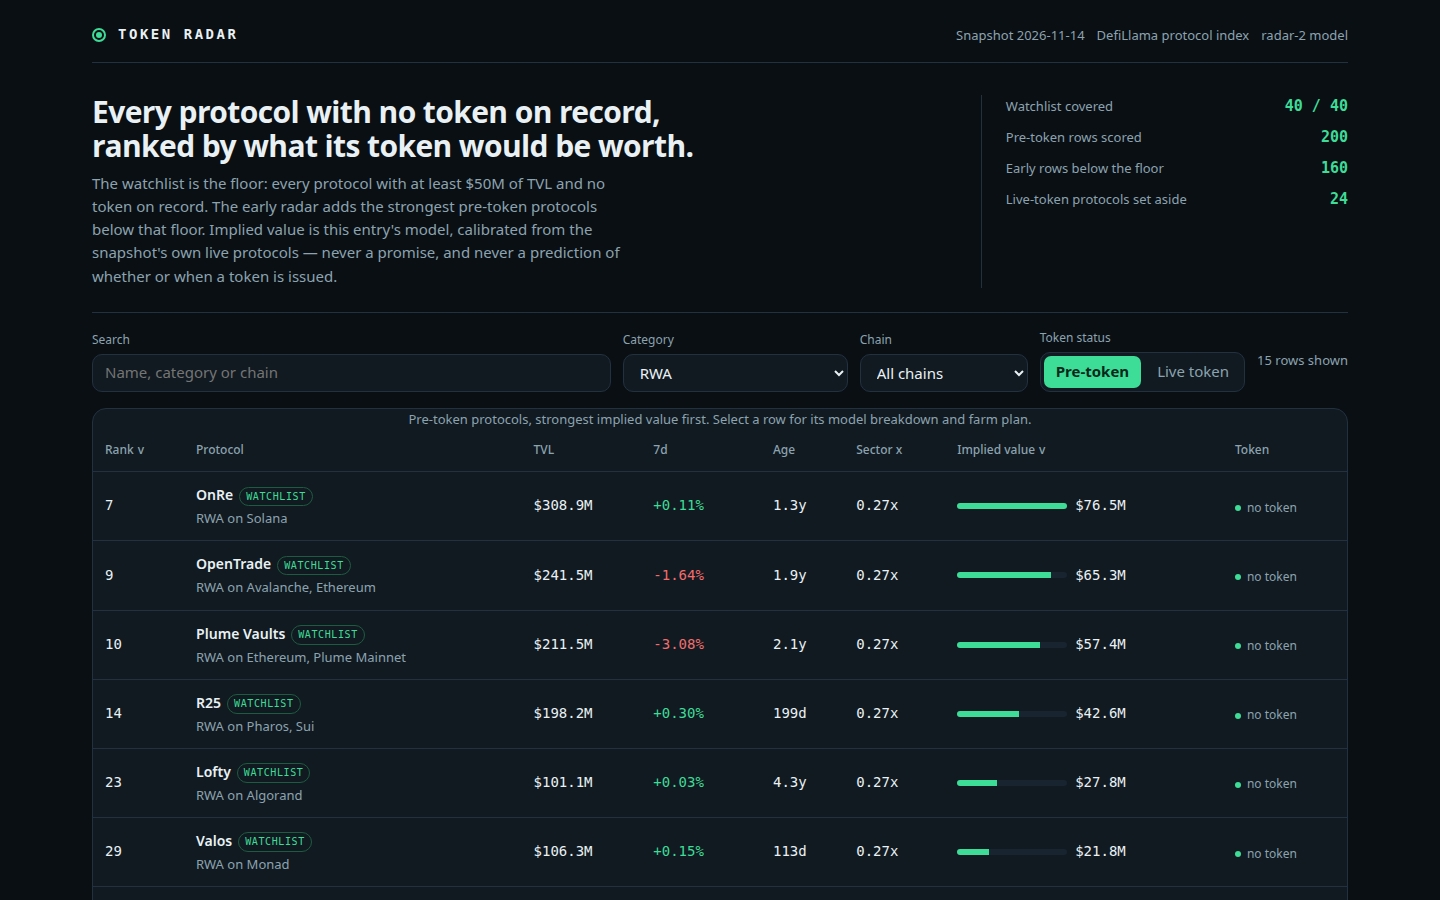 TOKEN RADAR
Snapshot 2026-11-14 DefiLlama protocol index radar-2 model
Every protocol with no token on record,
ranked by what its token would be worth.
The watchlist is the floor: every protocol with at least $50M of TVL and no
token on record. The early radar adds the strongest pre-token protocols
below that floor. Implied value is this entry's model, calibrated from the
snapshot's own live protocols — never a promise, and never a prediction of
whether or when a token is issued.
Watchlist covered 40 / 40
Pre-token rows scored 200
Early rows below the floor 160
Live-token protocols set aside 24
Search
Name, category or chain
Category
RWA
Chain
All chains
Token status
Pre-token Live token
15 rows shown
Pre-token protocols, strongest implied value first. Select a row for its model breakdown and farm plan.
Rank v Protocol TVL 7d Age Sector x Implied value v Token
7 OnRe WATCHLIST $308.9M +0.11% 1.3y 0.27x $76.5M no token
RWA on Solana
9 OpenTrade WATCHLIST $241.5M -1.64% 1.9y 0.27x $65.3M no token
RWA on Avalanche, Ethereum
10 Plume Vaults WATCHLIST $211.5M -3.08% 2.1y 0.27x $57.4M no token
RWA on Ethereum, Plume Mainnet
14 R25 WATCHLIST $198.2M +0.30% 199d 0.27x $42.6M no token
RWA on Pharos, Sui
23 Lofty WATCHLIST $101.1M +0.03% 4.3y 0.27x $27.8M no token
RWA on Algorand
29 Valos WATCHLIST $106.3M +0.15% 113d 0.27x $21.8M no token
RWA on Monad